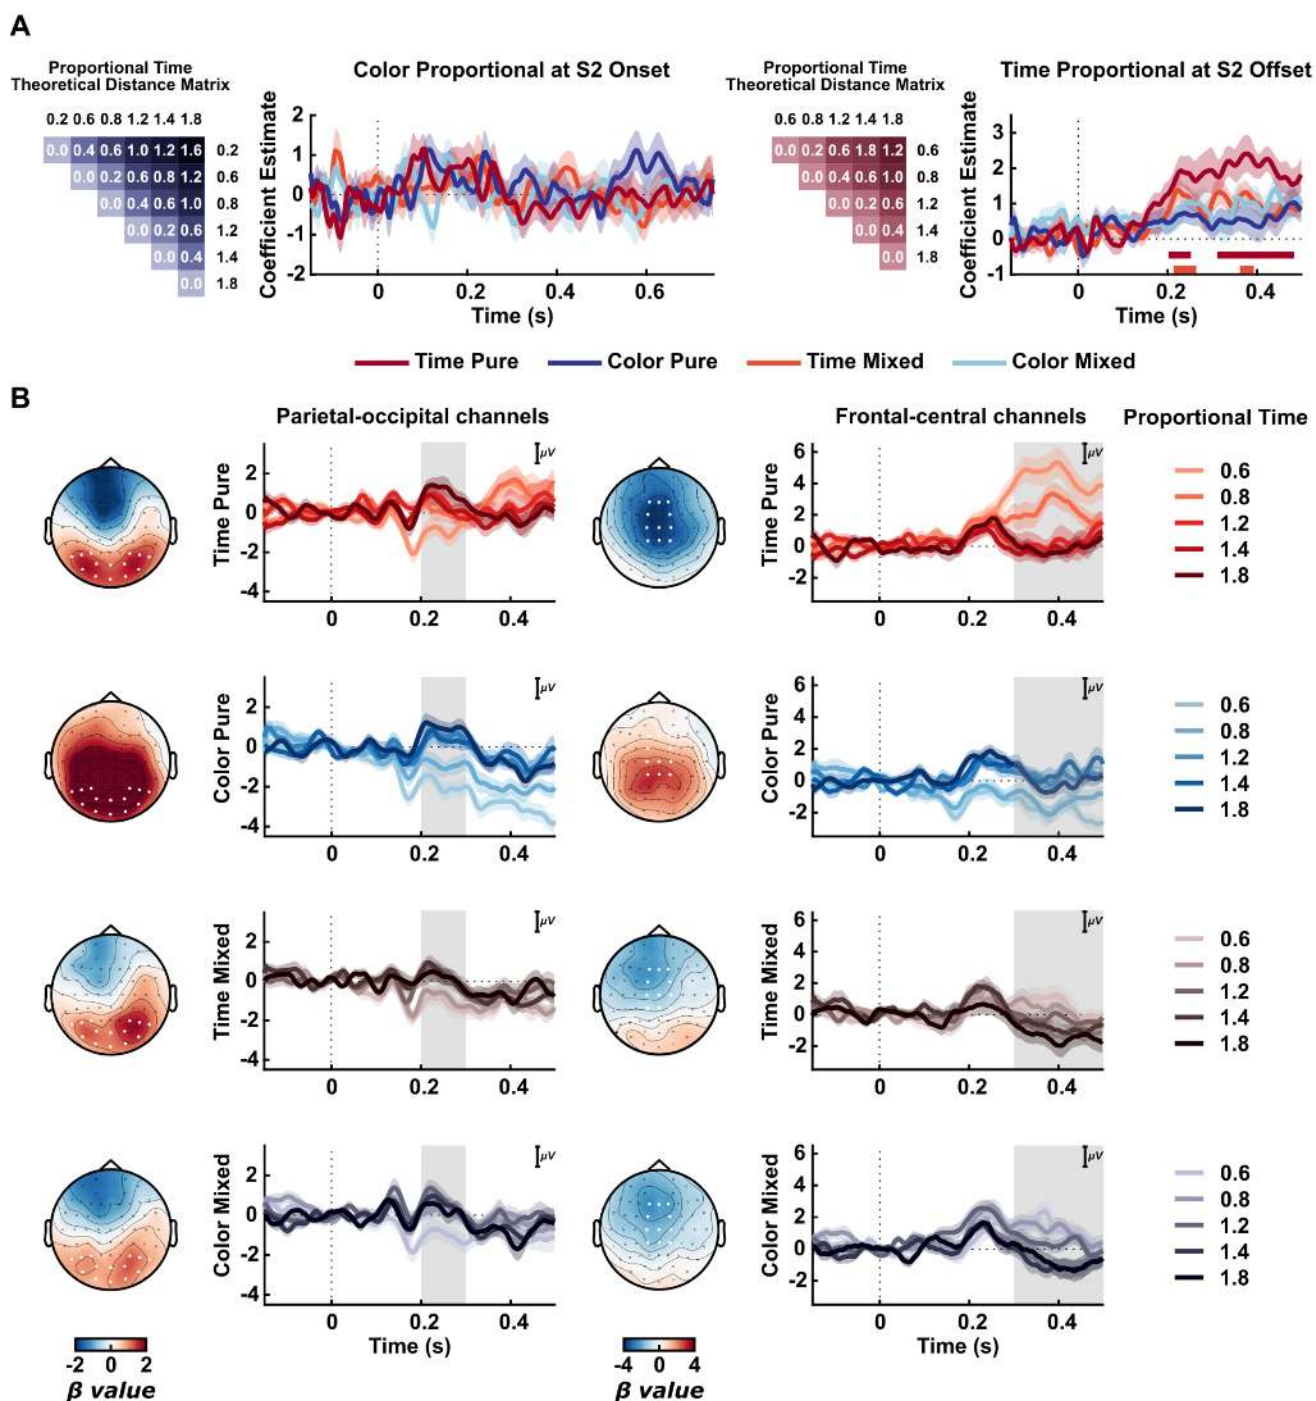 A
Proportional Time
Theoretical Distance Matrix
0.2 0.6 0.8 1.2 1.4 1.8
0.0 0.4 0.6 1.0 1.2 1.6 0.2
0.0 0.2 0.6 0.8 1.2 0.6
0.0 0.4 0.6 1.0 0.8
0.0 0.2 0.6 1.2
0.0 0.4 1.4
0.0 1.8
Color Proportional at S2 Onset
Coefficient Estimate
2
1
0
-1
-2
0 0.2 0.4 0.6
Time (s)
Proportional Time
Theoretical Distance Matrix
0.6 0.8 1.2 1.4 1.8
0.0 0.2 0.6 1.8 1.2 0.6
0.0 0.4 0.6 1.0 0.8
0.0 0.2 0.6 1.2
0.0 0.4 1.4
0.0 1.8
Time Proportional at S2 Offset
Coefficient Estimate
3
2
1
0
-1
0 0.2 0.4
Time (s)
Time Pure Color Pure Time Mixed Color Mixed
B
Parietal-occipital channels
Frontal-central channels
Proportional Time
Time Pure
2
0
-2
-4
0 0.2 0.4
μV
Time Pure
6
4
2
0
-2
0 0.2 0.4
μV
0.6
0.8
1.2
1.4
1.8
Color Pure
2
0
-2
-4
0 0.2 0.4
μV
Color Pure
6
4
2
0
-2
0 0.2 0.4
μV
0.6
0.8
1.2
1.4
1.8
Time Mixed
2
0
-2
-4
0 0.2 0.4
μV
Time Mixed
6
4
2
0
-2
0 0.2 0.4
μV
0.6
0.8
1.2
1.4
1.8
Color Mixed
2
0
-2
-4
0 0.2 0.4
Time (s)
μV
Color Mixed
6
4
2
0
-2
0 0.2 0.4
Time (s)
μV
0.6
0.8
1.2
1.4
1.8
-2 0 2
β value
-4 0 4
β value